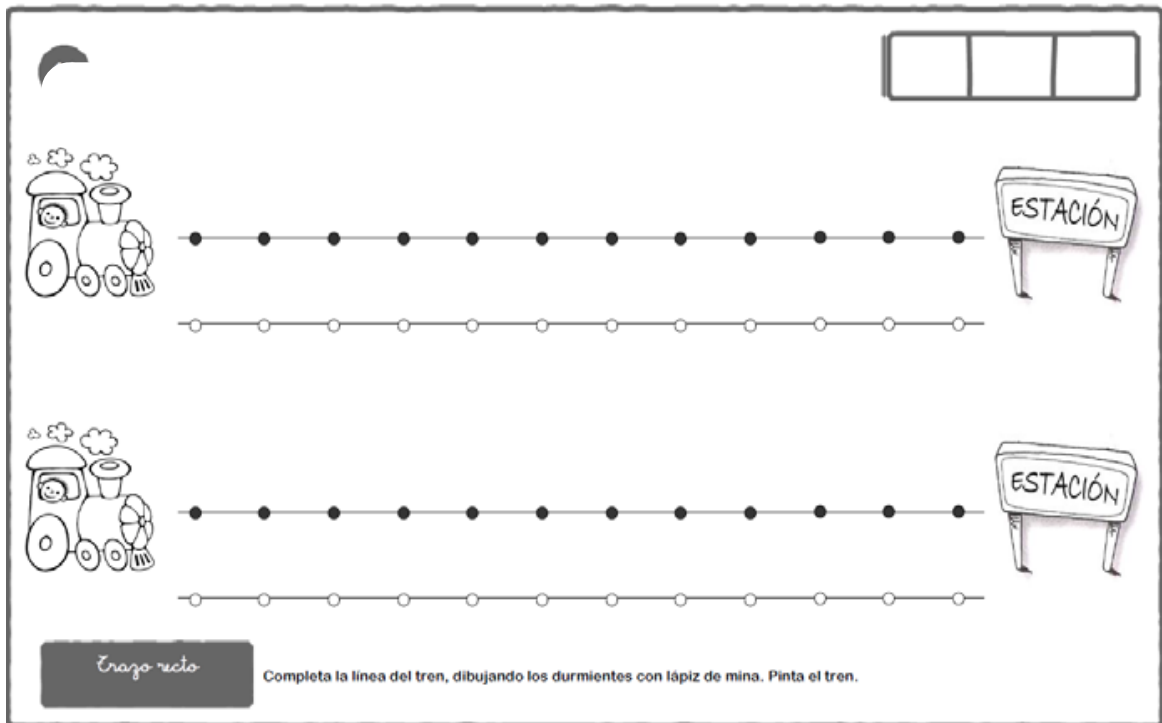 ESTACIÓN
ESTACIÓN
Trazo recto
Completa la línea del tren, dibujando los durmientes con lápiz de mina. Pinta el tren.